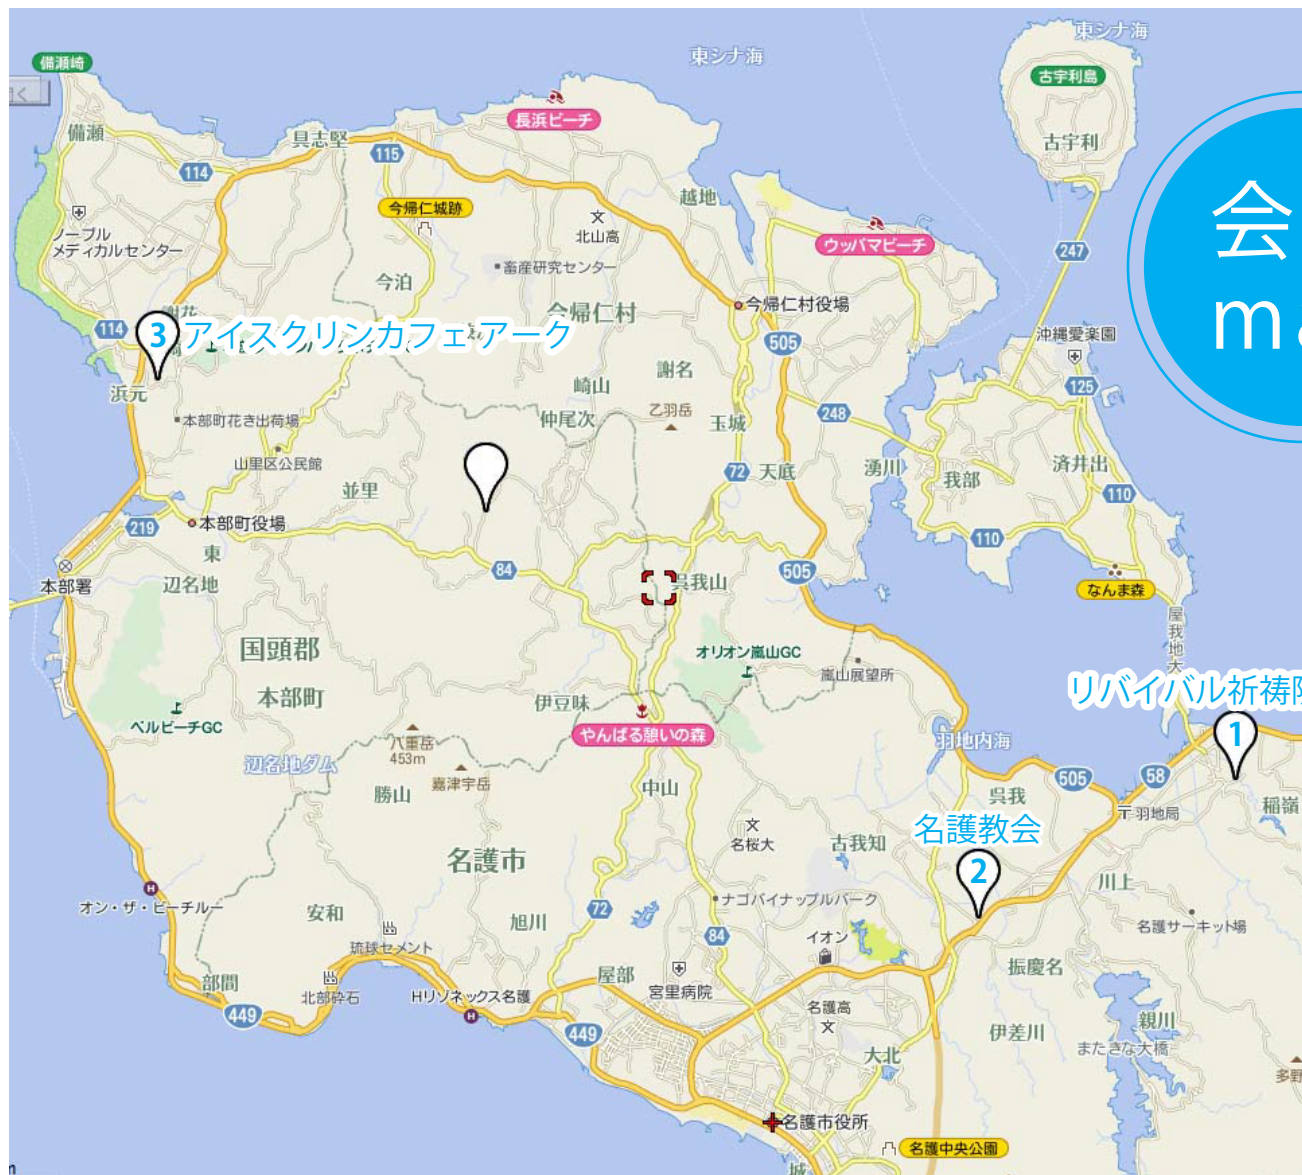 東シナ海
東シナ海
備瀬崎
古宇利島
長浜ビーチ
備瀬
具志堅
古宇利
115
114
越地
今帰仁城跡
北山高
ノーブル
メディカルセンター
ウッパマビーチ
247
会
畜産研究センター
今泊
今帰仁村
今帰仁村役場
謝花
114
3
アイスクリンカフェアーク
505
沖縄愛楽園
謝名
崎山
125
浜元
乙羽岳
本部町花き出荷場
仲尾次
玉城
248
山里区公民館
72
天底
湧川
我部
済井出
並里
110
219
本部町役場
東
110
84
505
呉我山
本部署
辺名地
なんま森
屋我地大
国頭郡
オリオン嵐山GC
嵐山展望所
本部町
伊豆味
リバイバル祈祷院
ベルビーチGC
やんばる憩いの森
1
羽地内海
八重岳
453m
辺名地ダム
嘉津宇岳
505
58
勝山
中山
呉我
羽地局
稲嶺
名桜大
名護教会
古我知
名護市
2
川上
ナゴパイナップルパーク
オン・ザ・ビーチルー
安和
旭川
72
名護サーキット場
84
イオン
琉球セメント
振慶名
部間
屋部
宮里病院
北部砕石
Hリゾネックス名護
名護高
449
449
伊差川
親川
またきな大橋
大北
多野
名護市役所
名護中央公園
城